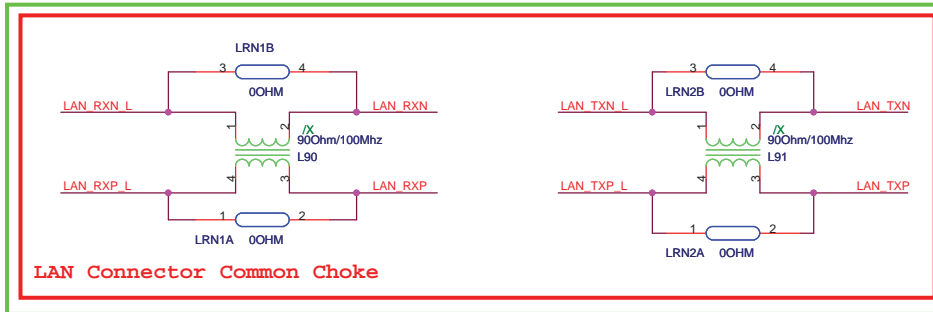 LRN1B
3 4
0OHM
LAN_RXN_L
LAN_RXN
1
2
/X
90Ohm/100Mhz
L90
4
3
LAN_RXP_L
LAN_RXP
1 2
LRN1A 0OHM
3 4
LRN2B 0OHM
LAN_TXN_L
LAN_TXN
1
2
/X
90Ohm/100Mhz
L91
4
3
LAN_TXP_L
LAN_TXP
1 2
LRN2A 0OHM
LAN Connector Common Choke